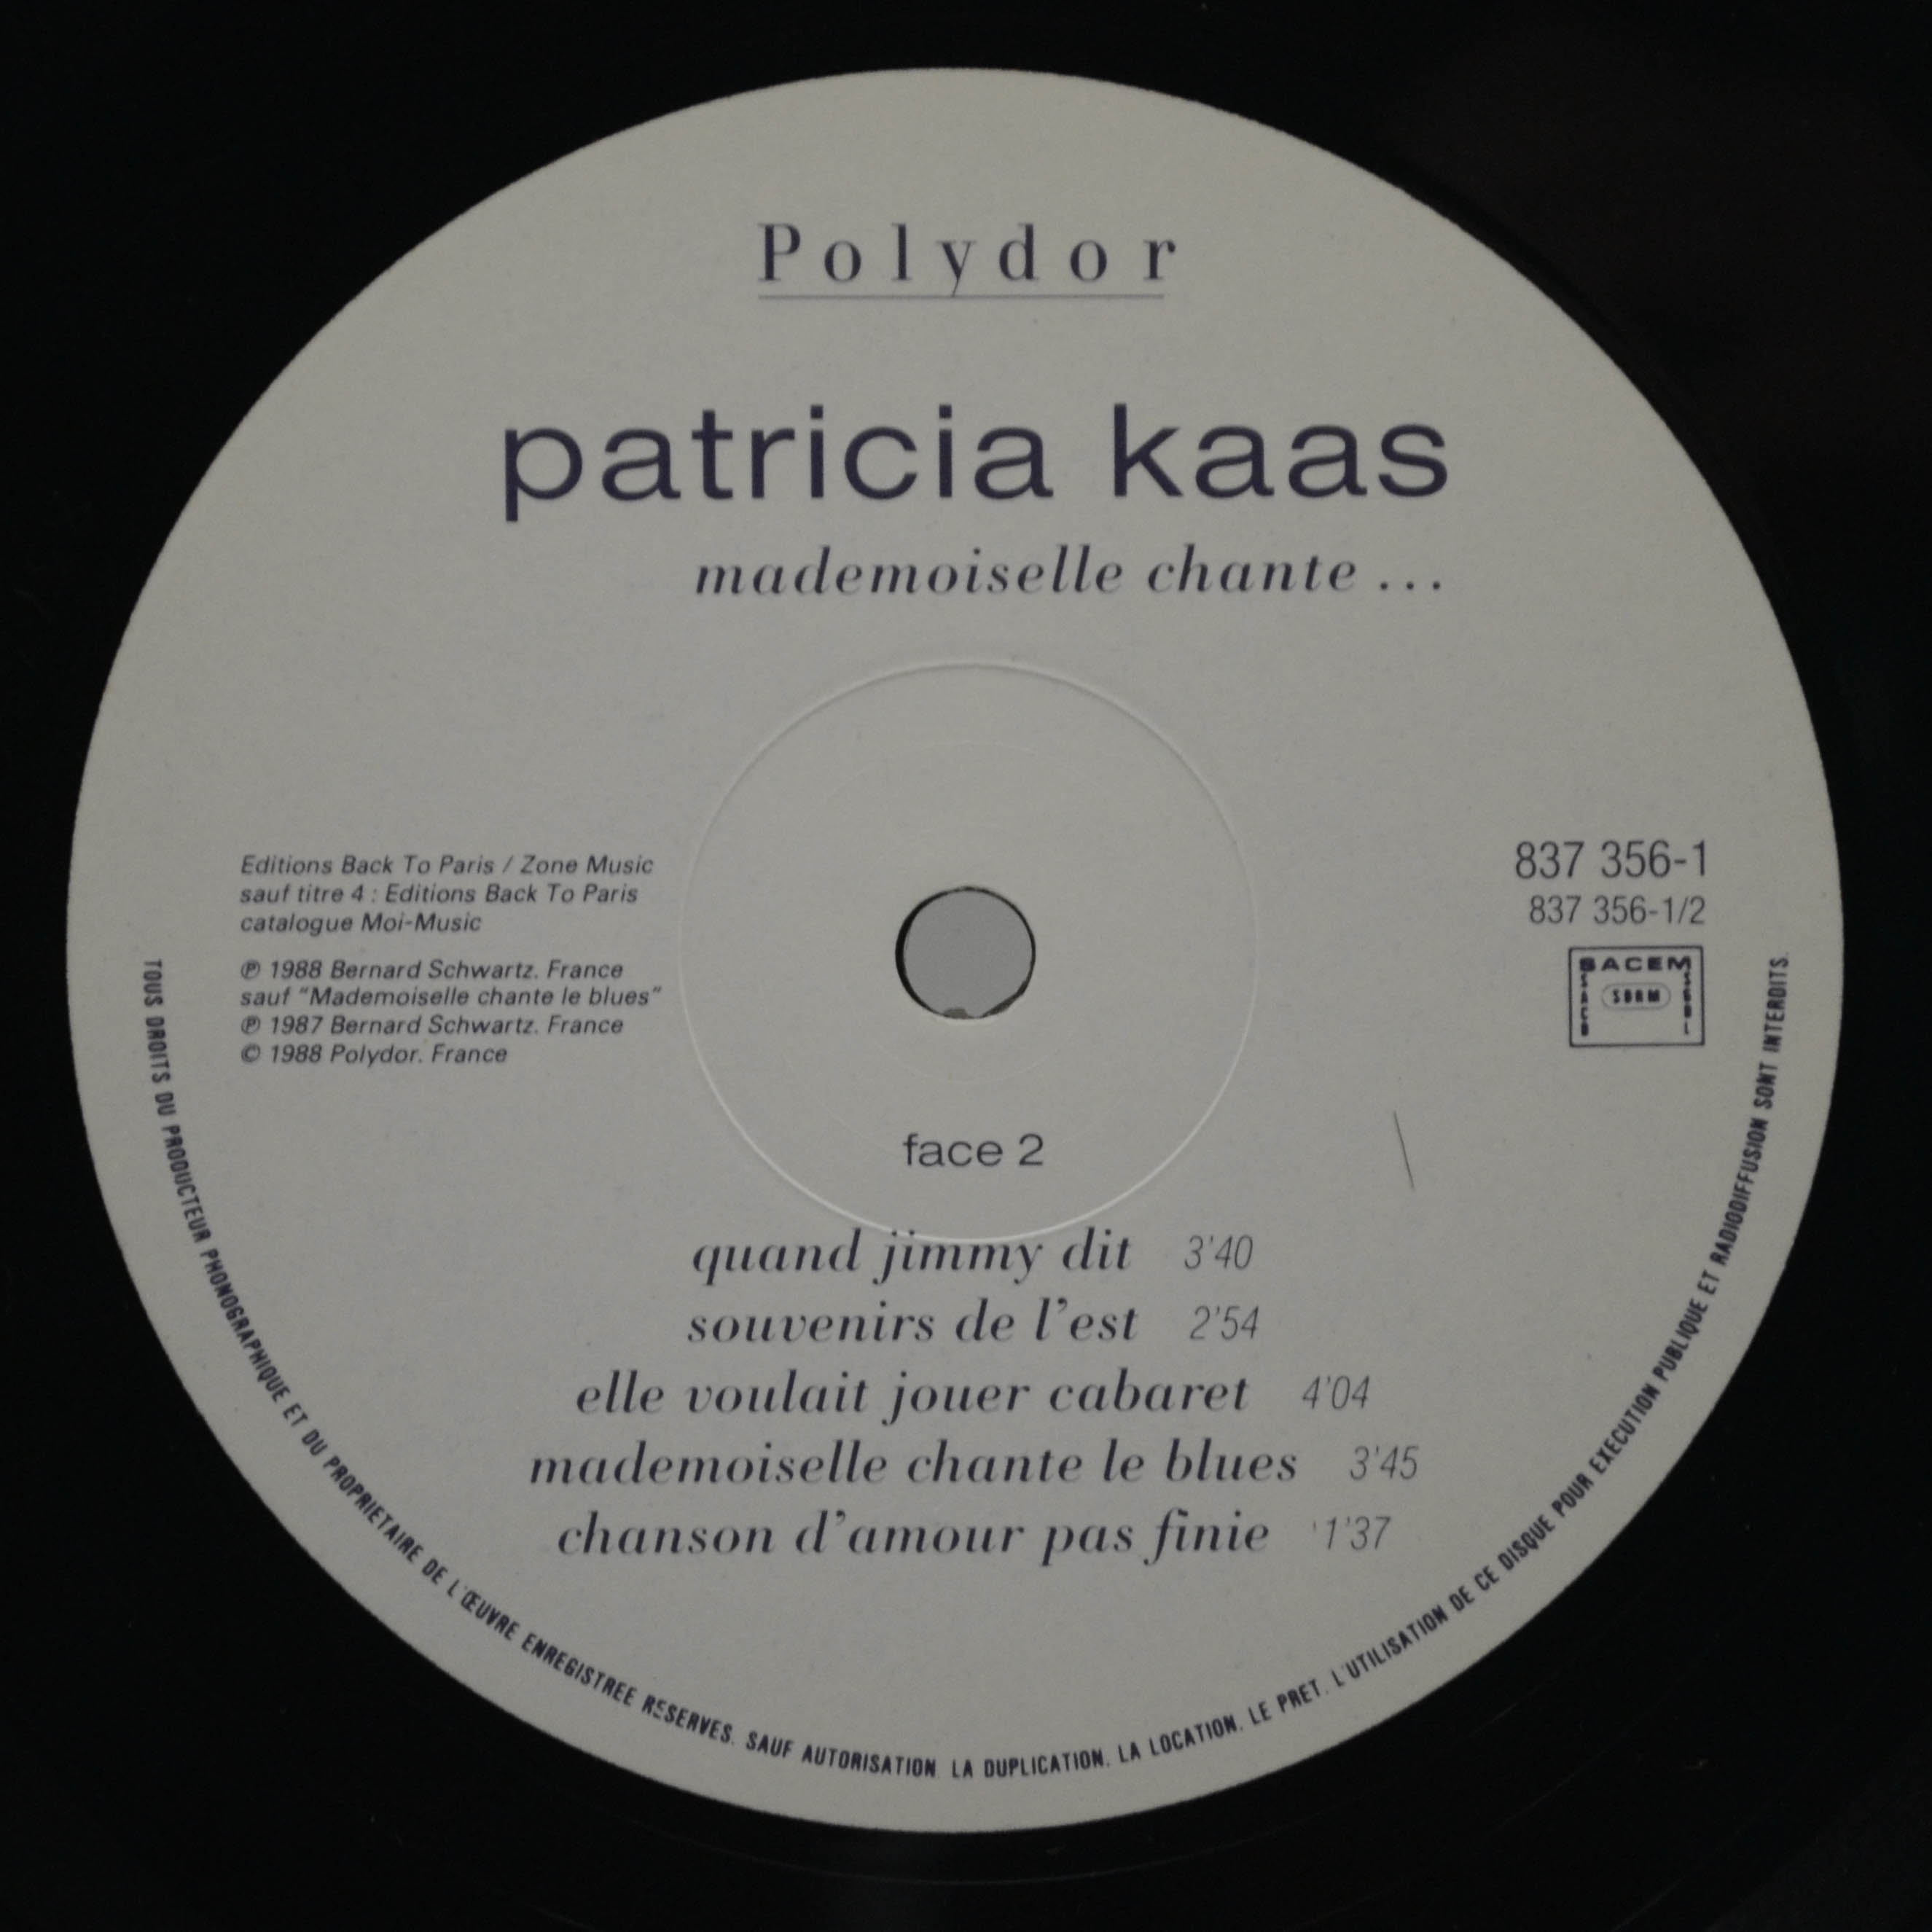 Polydor
patricia kaas
mademoiselle chante ...
Editions Back To Paris / Zone Music
sauf titre 4 : Editions Back To Paris
catalogue Moi-Music
℗ 1988 Bernard Schwartz. France
sauf "Mademoiselle chante le blues"
℗ 1987 Bernard Schwartz. France
© 1988 Polydor. France
837 356-1
837 356-1/2
SACEM
SACD
SDRM
SGDL
face 2
quand jimmy dit 3'40
souvenirs de l'est 2'54
elle voulait jouer cabaret 4'04
mademoiselle chante le blues 3'45
chanson d'amour pas finie 1'37
TOUS DROITS DU PRODUCTEUR PHONOGRAPHIQUE ET DU PROPRIETAIRE DE L'ŒUVRE ENREGISTREE RESERVES. SAUF AUTORISATION. LA DUPLICATION. LA LOCATION. LE PRET. L'UTILISATION DE CE DISQUE POUR EXECUTION PUBLIQUE ET RADIODIFFUSION SONT INTERDITS.